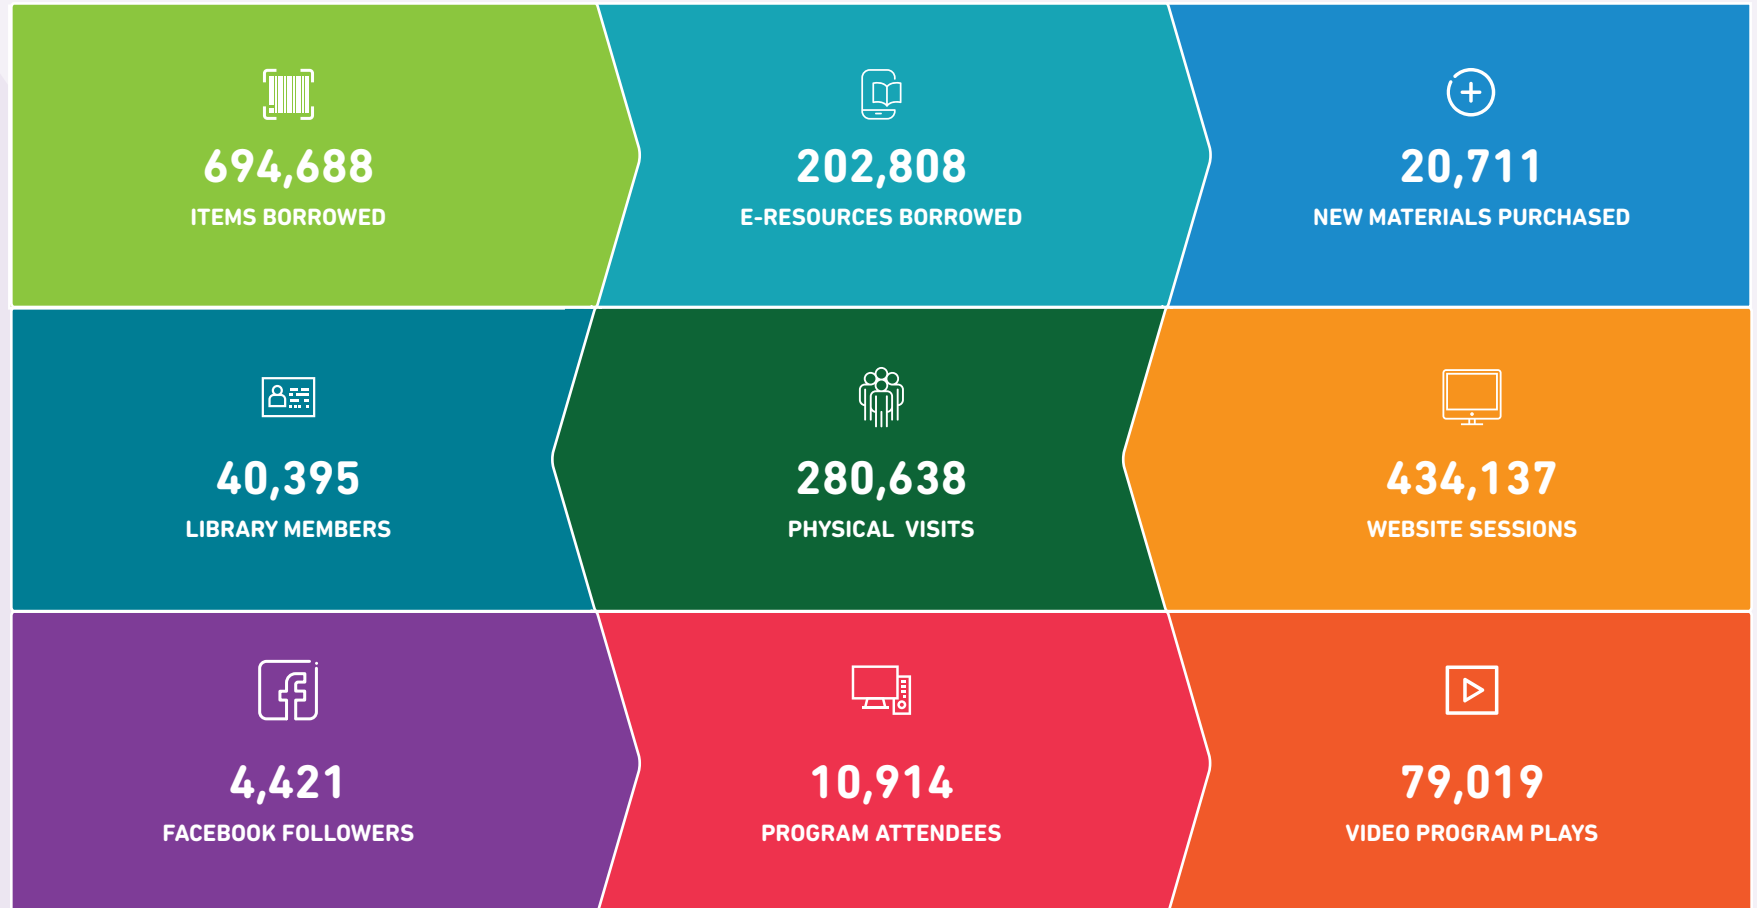 694,688
ITEMS BORROWED
202,808
E-RESOURCES BORROWED
20,711
NEW MATERIALS PURCHASED
40,395
LIBRARY MEMBERS
280,638
PHYSICAL VISITS
434,137
WEBSITE SESSIONS
4,421
FACEBOOK FOLLOWERS
10,914
PROGRAM ATTENDEES
79,019
VIDEO PROGRAM PLAYS